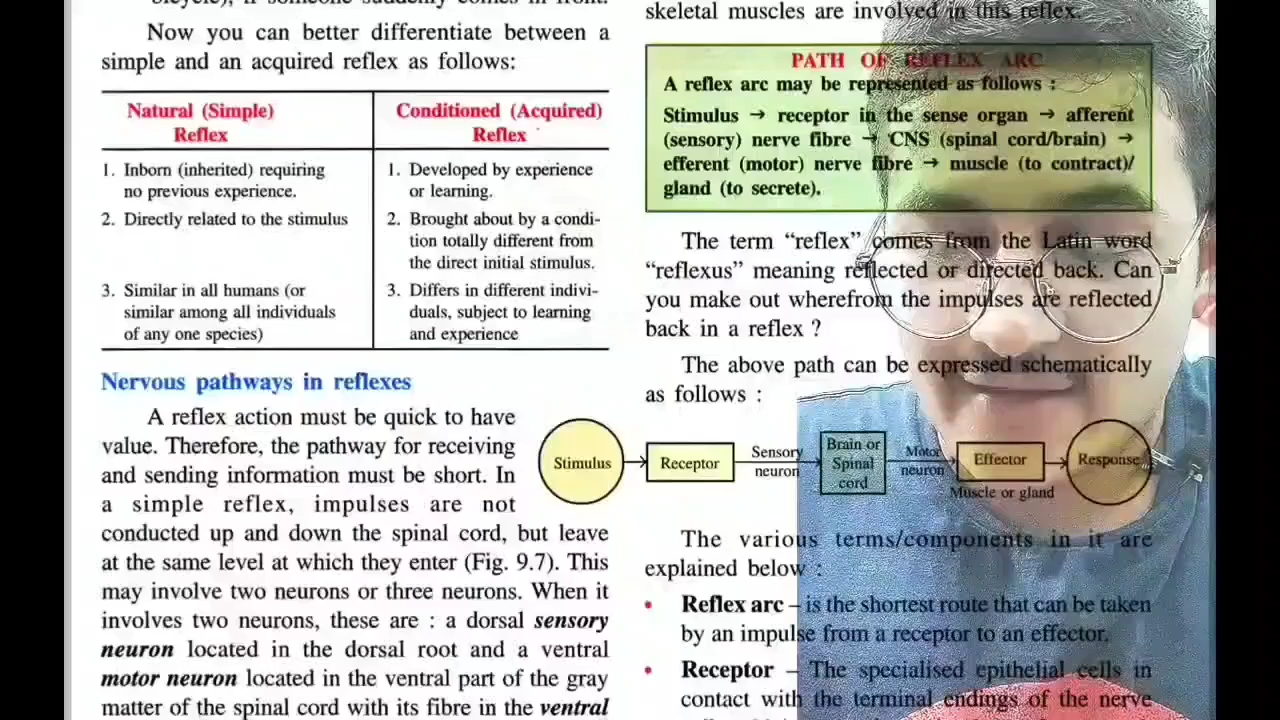 bicycle), if someone suddenly comes in front.
Now you can better differentiate between a
simple and an acquired reflex as follows:
Natural (Simple)
Reflex
Conditioned (Acquired)
Reflex
1. Inborn (inherited) requiring
no previous experience.
1. Developed by experience
or learning.
2. Directly related to the stimulus
2. Brought about by a condi-
tion totally different from
the direct initial stimulus.
3. Similar in all humans (or
similar among all individuals
of any one species)
3. Differs in different indivi-
duals, subject to learning
and experience
Nervous pathways in reflexes
A reflex action must be quick to have
value. Therefore, the pathway for receiving
and sending information must be short. In
a simple reflex, impulses are not
conducted up and down the spinal cord, but leave
at the same level at which they enter (Fig. 9.7). This
may involve two neurons or three neurons. When it
involves two neurons, these are : a dorsal sensory
neuron located in the dorsal root and a ventral
motor neuron located in the ventral part of the gray
matter of the spinal cord with its fibre in the ventral
skeletal muscles are involved in this reflex.
PATH OF REFLEX ARC
A reflex arc may be represented as follows :
Stimulus → receptor in the sense organ → afferent
(sensory) nerve fibre → CNS (spinal cord/brain) →
efferent (motor) nerve fibre → muscle (to contract)/
gland (to secrete).
The term “reflex” comes from the Latin word
“reflexus” meaning reflected or directed back. Can
you make out wherefrom the impulses are reflected
back in a reflex ?
The above path can be expressed schematically
as follows :
Stimulus
Receptor
Sensory
neuron
Brain or
Spinal
cord
Motor
neuron
Effector
Muscle or gland
Response
The various terms/components in it are
explained below :
• Reflex arc – is the shortest route that can be taken
by an impulse from a receptor to an effector.
• Receptor – The specialised epithelial cells in
contact with the terminal endings of the nerve